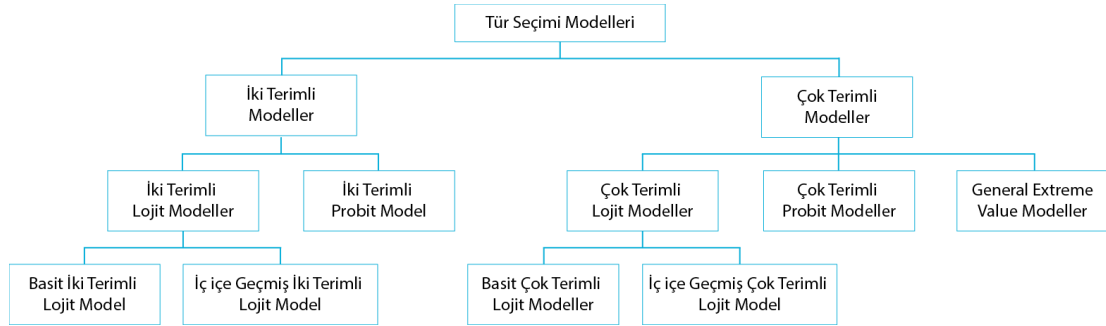 Tür Seçimi Modelleri
İki Terimli
Modeller
Çok Terimli
Modeller
İki Terimli
Lojit Modeller
İki Terimli
Probit Model
Çok Terimli
Lojit Modeller
Çok Terimli
Probit Modeller
General Extreme
Value Modeller
Basit İki Terimli
Lojit Model
İç içe Geçmiş İki Terimli
Lojit Model
Basit Çok Terimli
Lojit Modeller
İç içe Geçmiş Çok Terimli
Lojit Model